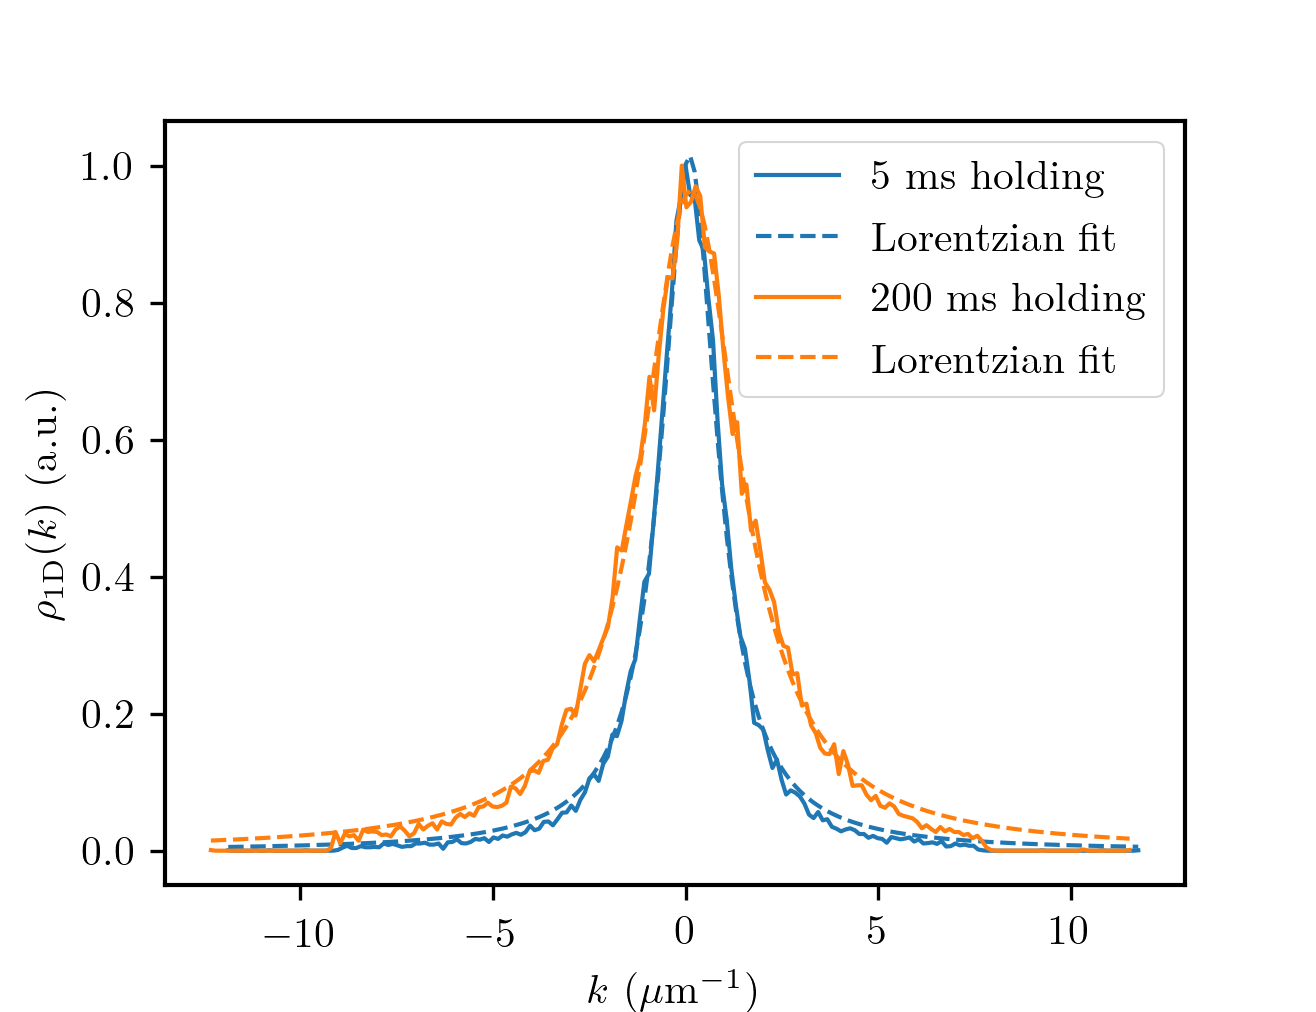 5 ms holding
Lorentzian fit
200 ms holding
Lorentzian fit
1.0
0.8
0.6
0.4
0.2
0.0
ρ1D(k) (a.u.)
−10 −5 0 5 10
k (μm−1)